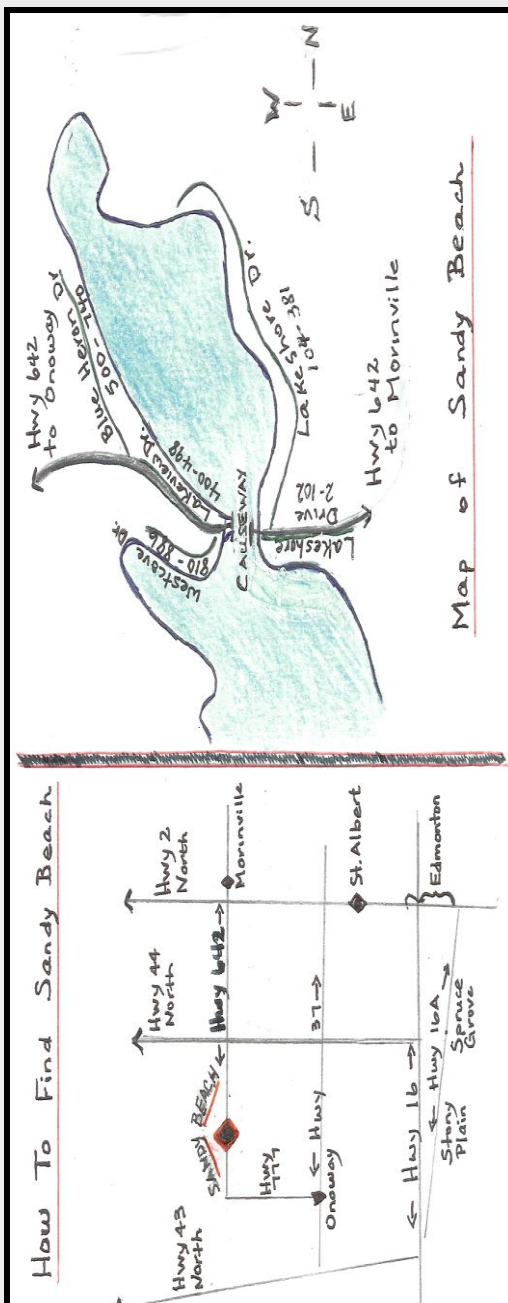 How To Find Sandy Beach
Hwy 43
North
Hwy 44
North
Hwy 2
North
SANDY BEACH
← Hwy 642 →
Morinville
Hwy
777
← Hwy 37 →
Onoway
St. Albert
← Hwy 16 →
Edmonton
← Hwy 16A →
Stony
Plain
Spruce
Grove
Hwy 642
to Onoway
Blue Heron Dr
500-740
Lakeview Dr.
400-498
Westcove Dr.
810-896
CAUSEWAY
Lakeshore
Drive
2-102
Lake Shore Dr.
104-381
Hwy 642
to Morinville
W
S
N
E
Map of Sandy Beach